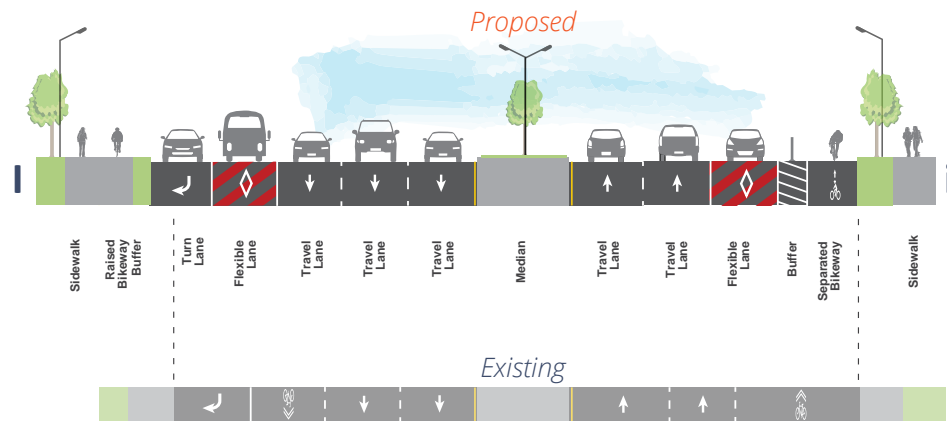 Proposed
Sidewalk
Raised
Bikeway
Buffer
Turn
Lane
Flexible
Lane
Travel
Lane
Travel
Lane
Travel
Lane
Median
Travel
Lane
Travel
Lane
Flexible
Lane
Buffer
Separated
Bikeway
Sidewalk
Existing